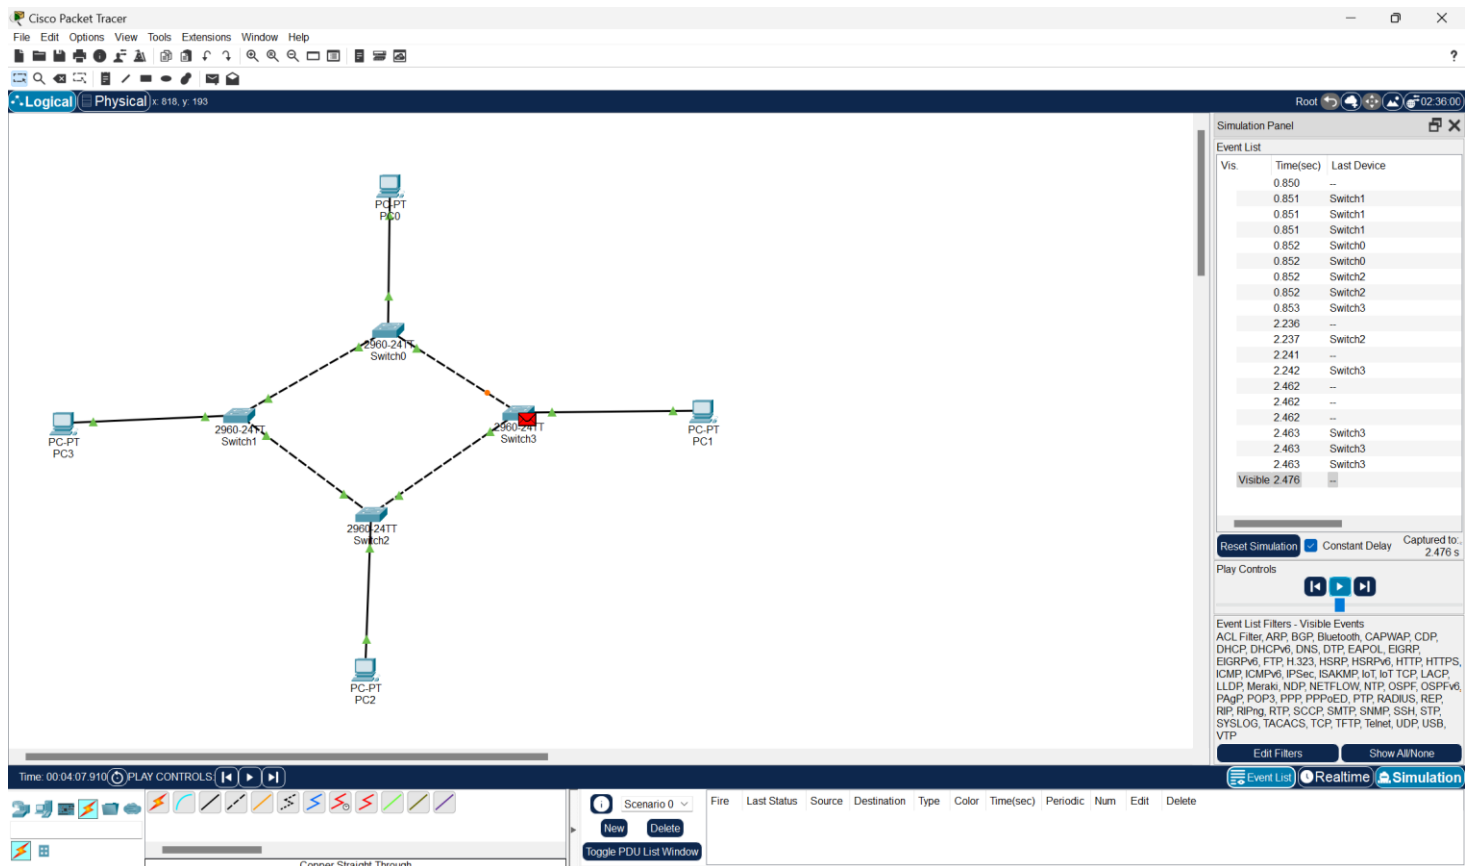 Cisco Packet Tracer
File Edit Options View Tools Extensions Window Help
?
Logical Physical x: 818, y: 193 Root 02:36:00
Simulation Panel
Event List
Vis. Time(sec) Last Device
0.850 --
0.851 Switch1
0.851 Switch1
0.851 Switch1
0.852 Switch0
0.852 Switch0
0.852 Switch2
0.852 Switch2
0.853 Switch3
2.236 --
2.237 Switch2
2.241 --
2.242 Switch3
2.462 --
2.462 --
2.462 --
2.463 Switch3
2.463 Switch3
2.463 Switch3
Visible 2.476 --
Reset Simulation Constant Delay Captured to:
2.476 s
Play Controls
Event List Filters - Visible Events
ACL Filter, ARP, BGP, Bluetooth, CAPWAP, CDP,
DHCP, DHCPv6, DNS, DTP, EAPOL, EIGRP,
EIGRPv6, FTP, H.323, HSRP, HSRPv6, HTTP, HTTPS,
ICMP, ICMPv6, IPSec, ISAKMP, IoT, IoT TCP, LACP,
LLDP, Meraki, NDP, NETFLOW, NTP, OSPF, OSPFv6,
PAgP, POP3, PPP, PPPoED, PTP, RADIUS, REP,
RIP, RIPng, RTP, SCCP, SMTP, SNMP, SSH, STP,
SYSLOG, TACACS, TCP, TFTP, Telnet, UDP, USB,
VTP
Edit Filters Show All/None
PC-PT
PC0
2960-24TT
Switch0
PC-PT
PC3
2960-24TT
Switch1
2960-24TT
Switch3
PC-PT
PC1
2960-24TT
Switch2
PC-PT
PC2
Time: 00:04:07.910 PLAY CONTROLS: Event List Realtime Simulation
Scenario 0
New Delete
Toggle PDU List Window
Fire Last Status Source Destination Type Color Time(sec) Periodic Num Edit Delete
Copper Straight-Through